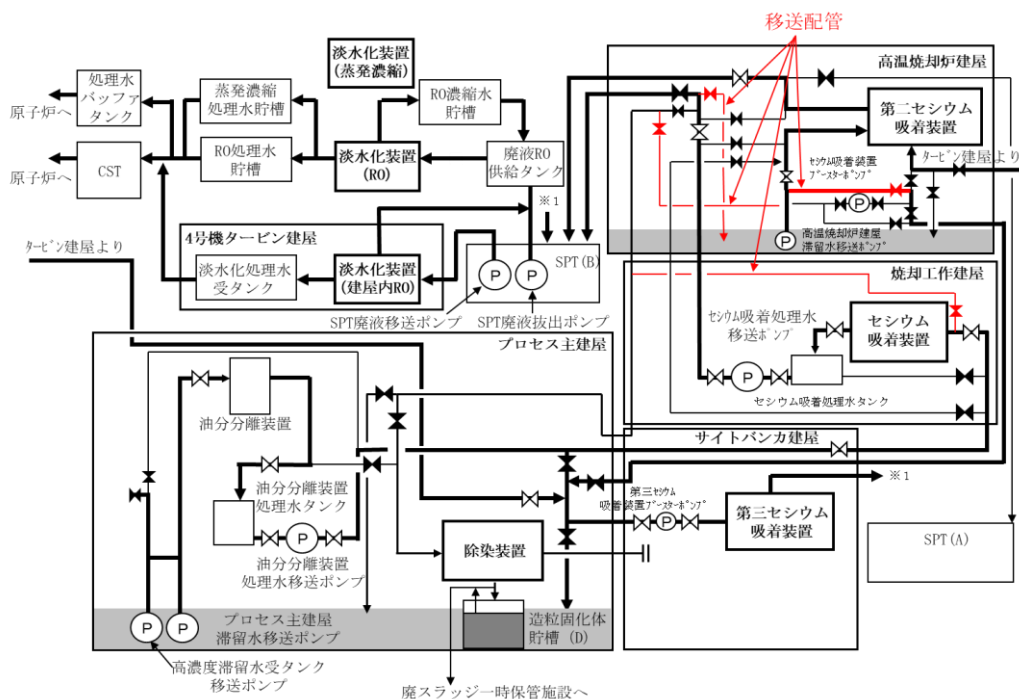 移送配管
高温焼却炉建屋
淡水化装置
(蒸発濃縮)
処理水
バッファ
タンク
原子炉へ
蒸発濃縮
処理水貯槽
RO濃縮水
貯槽
第二セシウム
吸着装置
CST
原子炉へ
RO処理水
貯槽
淡水化装置
(RO)
廃液RO
供給タンク
セシウム吸着装置
ブースターポンプ
タービン建屋より
※1
P
高温焼却炉建屋
滞留水移送ポンプ
P
4号機タービン建屋
タービン建屋より
淡水化処理水
受タンク
淡水化装置
(建屋内RO)
P
P
SPT(B)
SPT廃液移送ポンプ
SPT廃液抜出ポンプ
焼却工作建屋
セシウム吸着処理水
移送ポンプ
セシウム
吸着装置
P
セシウム吸着処理水タンク
プロセス主建屋
油分分離装置
サイトバンカ建屋
油分分離装置
処理水タンク
P
油分分離装置
処理水移送ポンプ
第三セシウム
吸着装置ブースターポンプ
P
※1
第三セシウム
吸着装置
除染装置
SPT(A)
プロセス主建屋
滞留水移送ポンプ
P
P
造粒固化体
貯槽(D)
高濃度滞留水受タンク
移送ポンプ
廃スラッジ一時保管施設へ